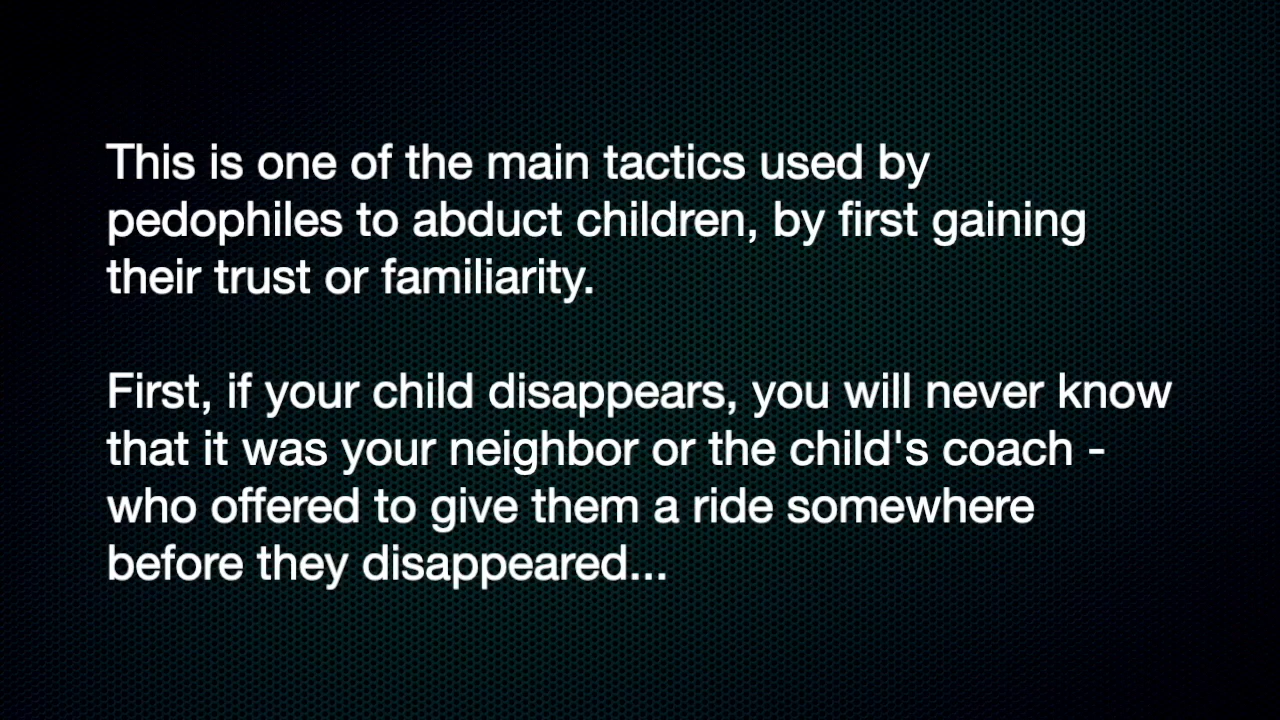 This is one of the main tactics used by
pedophiles to abduct children, by first gaining
their trust or familiarity.
First, if your child disappears, you will never know
that it was your neighbor or the child's coach -
who offered to give them a ride somewhere
before they disappeared...